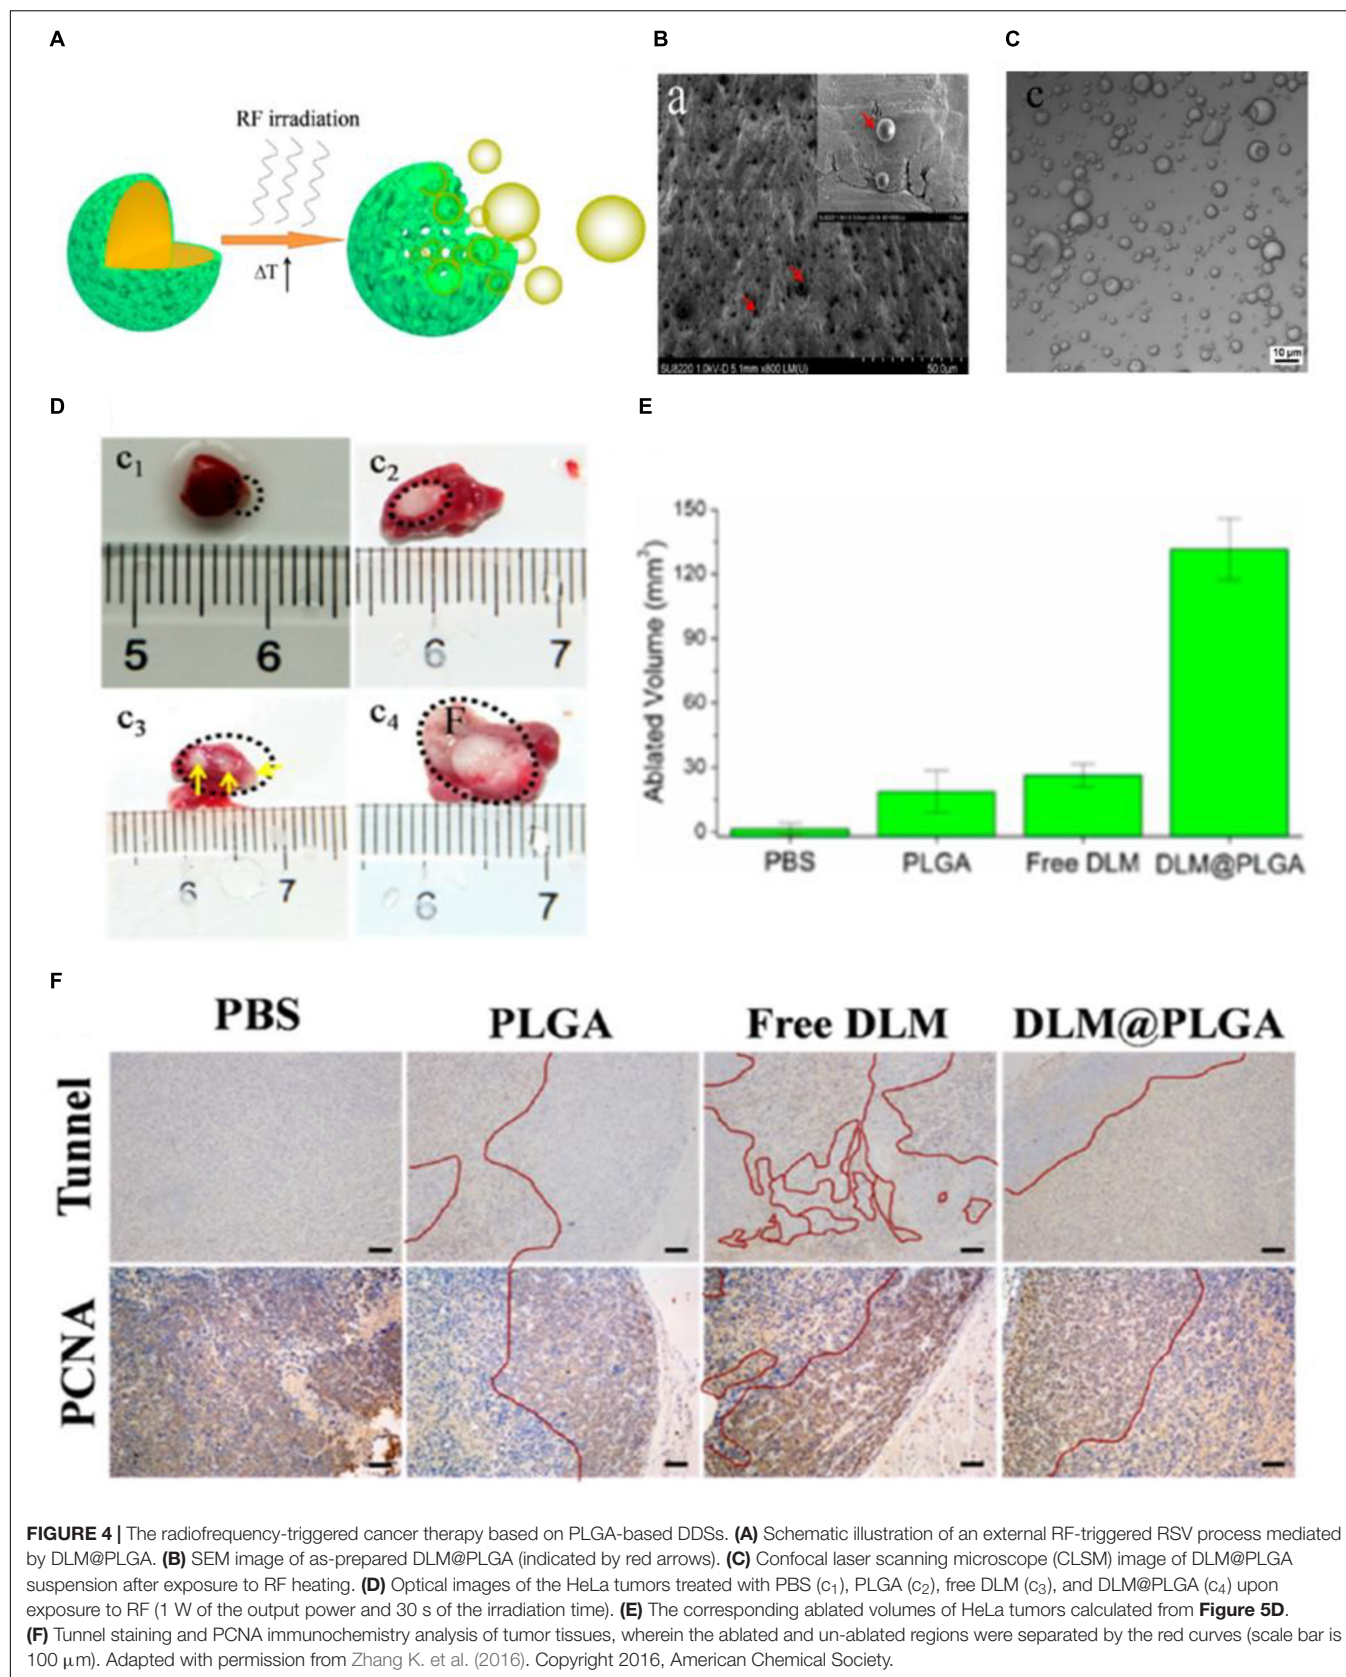 A
RF irradiation
ΔT
B
a
SU8220 1.0kV-D 5.1mm x800 LM(U)
50.0µm
C
c
10 µm
D
c1
5 6
c2
6 7
c3
6 7
c4
F
6 7
E
Ablated Volume (mm3)
150
120
90
60
30
0
PBS PLGA Free DLM DLM@PLGA
F
PBS PLGA Free DLM DLM@PLGA
Tunnel
PCNA
FIGURE 4 | The radiofrequency-triggered cancer therapy based on PLGA-based DDSs. (A) Schematic illustration of an external RF-triggered RSV process mediated
by DLM@PLGA. (B) SEM image of as-prepared DLM@PLGA (indicated by red arrows). (C) Confocal laser scanning microscope (CLSM) image of DLM@PLGA
suspension after exposure to RF heating. (D) Optical images of the HeLa tumors treated with PBS (c1), PLGA (c2), free DLM (c3), and DLM@PLGA (c4) upon
exposure to RF (1 W of the output power and 30 s of the irradiation time). (E) The corresponding ablated volumes of HeLa tumors calculated from Figure 5D.
(F) Tunnel staining and PCNA immunochemistry analysis of tumor tissues, wherein the ablated and un-ablated regions were separated by the red curves (scale bar is
100 µm). Adapted with permission from Zhang K. et al. (2016). Copyright 2016, American Chemical Society.